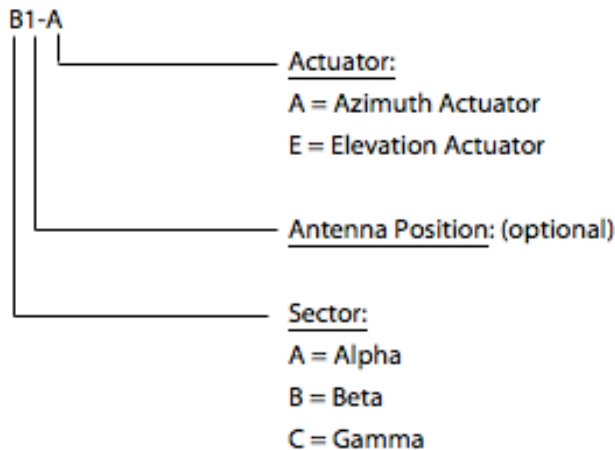 B1-A
Actuator:
A = Azimuth Actuator
E = Elevation Actuator
Antenna Position: (optional)
Sector:
A = Alpha
B = Beta
C = Gamma